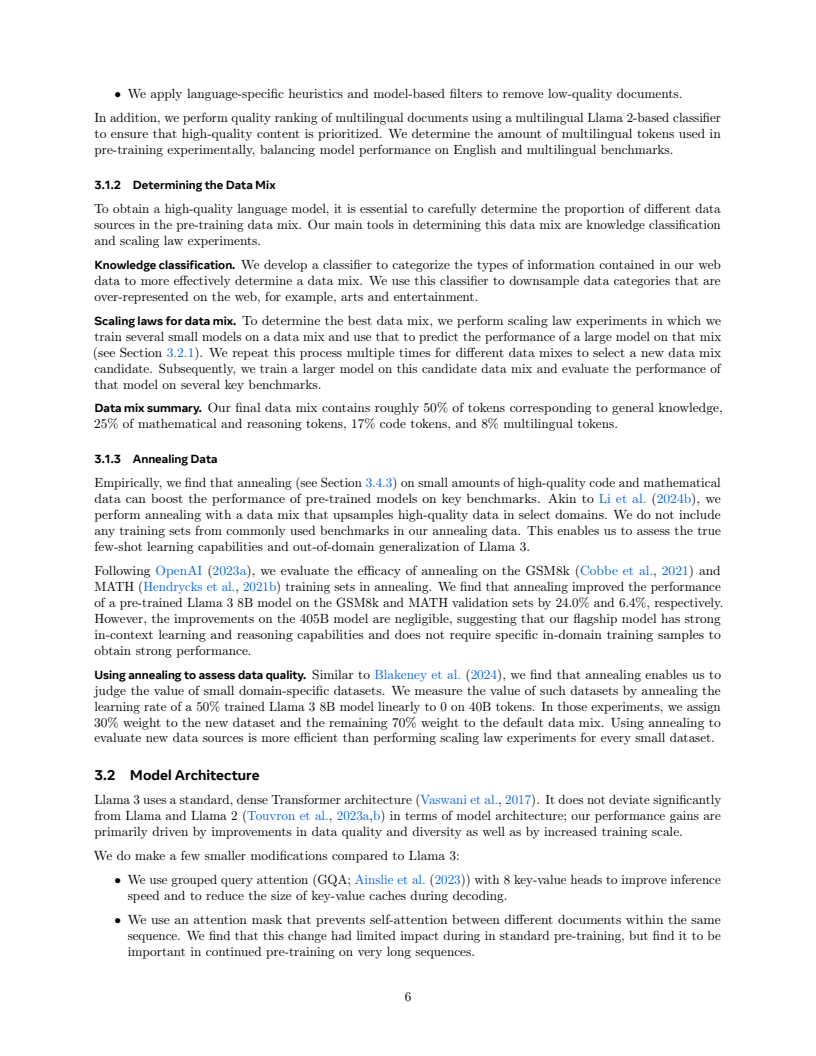 • We apply language-specific heuristics and model-based filters to remove low-quality documents.
In addition, we perform quality ranking of multilingual documents using a multilingual Llama 2-based classifier
to ensure that high-quality content is prioritized. We determine the amount of multilingual tokens used in
pre-training experimentally, balancing model performance on English and multilingual benchmarks.
3.1.2 Determining the Data Mix
To obtain a high-quality language model, it is essential to carefully determine the proportion of different data
sources in the pre-training data mix. Our main tools in determining this data mix are knowledge classification
and scaling law experiments.
Knowledge classification. We develop a classifier to categorize the types of information contained in our web
data to more effectively determine a data mix. We use this classifier to downsample data categories that are
over-represented on the web, for example, arts and entertainment.
Scaling laws for data mix. To determine the best data mix, we perform scaling law experiments in which we
train several small models on a data mix and use that to predict the performance of a large model on that mix
(see Section 3.2.1). We repeat this process multiple times for different data mixes to select a new data mix
candidate. Subsequently, we train a larger model on this candidate data mix and evaluate the performance of
that model on several key benchmarks.
Data mix summary. Our final data mix contains roughly 50% of tokens corresponding to general knowledge,
25% of mathematical and reasoning tokens, 17% code tokens, and 8% multilingual tokens.
3.1.3 Annealing Data
Empirically, we find that annealing (see Section 3.4.3) on small amounts of high-quality code and mathematical
data can boost the performance of pre-trained models on key benchmarks. Akin to Li et al. (2024b), we
perform annealing with a data mix that upsamples high-quality data in select domains. We do not include
any training sets from commonly used benchmarks in our annealing data. This enables us to assess the true
few-shot learning capabilities and out-of-domain generalization of Llama 3.
Following OpenAI (2023a), we evaluate the efficacy of annealing on the GSM8k (Cobbe et al., 2021) and
MATH (Hendrycks et al., 2021b) training sets in annealing. We find that annealing improved the performance
of a pre-trained Llama 3 8B model on the GSM8k and MATH validation sets by 24.0% and 6.4%, respectively.
However, the improvements on the 405B model are negligible, suggesting that our flagship model has strong
in-context learning and reasoning capabilities and does not require specific in-domain training samples to
obtain strong performance.
Using annealing to assess data quality. Similar to Blakeney et al. (2024), we find that annealing enables us to
judge the value of small domain-specific datasets. We measure the value of such datasets by annealing the
learning rate of a 50% trained Llama 3 8B model linearly to 0 on 40B tokens. In those experiments, we assign
30% weight to the new dataset and the remaining 70% weight to the default data mix. Using annealing to
evaluate new data sources is more efficient than performing scaling law experiments for every small dataset.
3.2 Model Architecture
Llama 3 uses a standard, dense Transformer architecture (Vaswani et al., 2017). It does not deviate significantly
from Llama and Llama 2 (Touvron et al., 2023a,b) in terms of model architecture; our performance gains are
primarily driven by improvements in data quality and diversity as well as by increased training scale.
We do make a few smaller modifications compared to Llama 3:
• We use grouped query attention (GQA; Ainslie et al. (2023)) with 8 key-value heads to improve inference
speed and to reduce the size of key-value caches during decoding.
• We use an attention mask that prevents self-attention between different documents within the same
sequence. We find that this change had limited impact during in standard pre-training, but find it to be
important in continued pre-training on very long sequences.
6